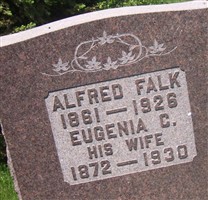 ALFRED FALK
1861 — 1926
EUGENIA C.
HIS WIFE
1872 — 1930